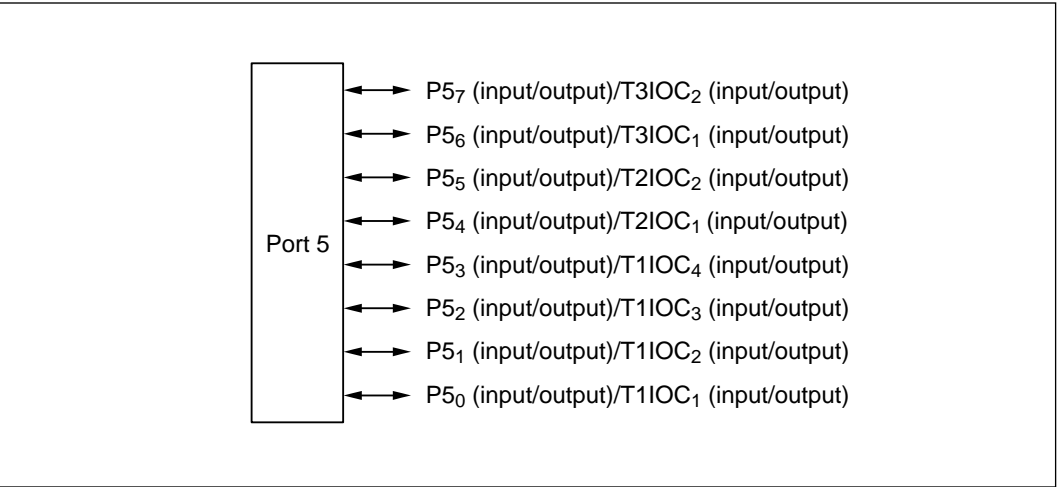 P5₇ (input/output)/T3IOC₂ (input/output)
P5₆ (input/output)/T3IOC₁ (input/output)
P5₅ (input/output)/T2IOC₂ (input/output)
P5₄ (input/output)/T2IOC₁ (input/output)
Port 5
P5₃ (input/output)/T1IOC₄ (input/output)
P5₂ (input/output)/T1IOC₃ (input/output)
P5₁ (input/output)/T1IOC₂ (input/output)
P5₀ (input/output)/T1IOC₁ (input/output)